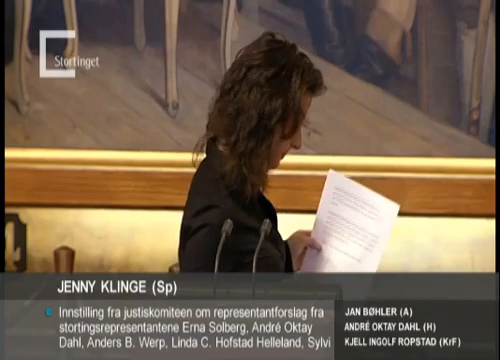 Stortinget
JENNY KLINGE (Sp)
Innstilling fra justiskomiteen om representantforslag fra
stortingsrepresentantene Erna Solberg, André Oktay
Dahl, Anders B. Werp, Linda C. Hofstad Helleland, Sylvi
JAN BØHLER (A)
ANDRÉ OKTAY DAHL (H)
KJELL INGOLF ROPSTAD (KrF)